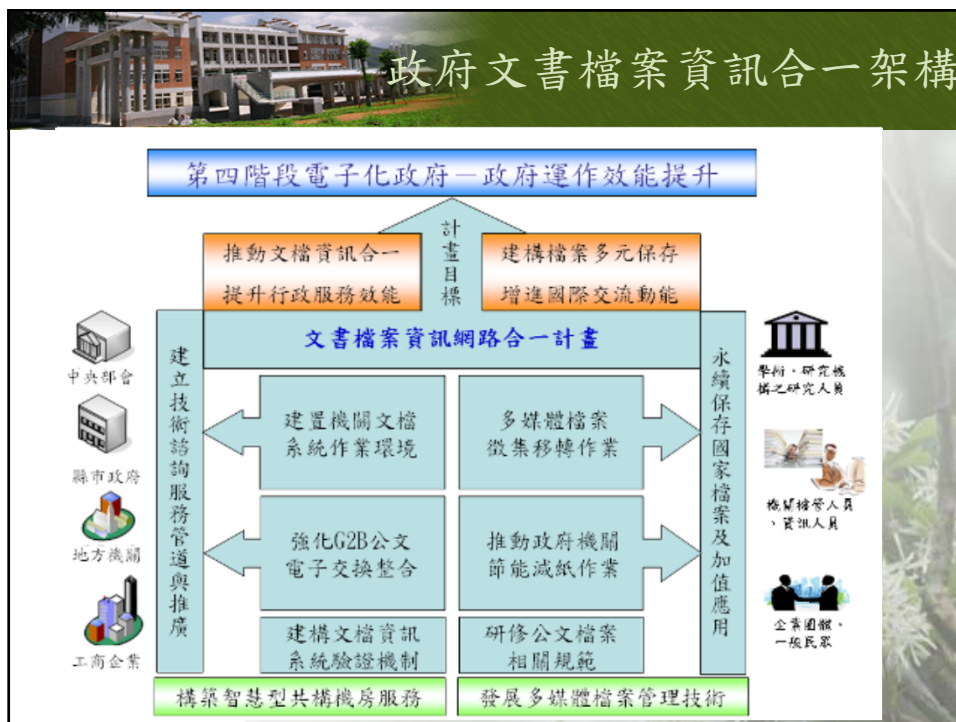 政府文書檔案資訊合一架構
第四階段電子化政府－政府運作效能提升
計畫目標
推動文檔資訊合一
提升行政服務效能
建構檔案多元保存
增進國際交流動能
文書檔案資訊網路合一計畫
中央部會
縣市政府
地方機關
工商企業
建立技術諮詢服務管道與推廣
建置機關文檔
系統作業環境
多媒體檔案
徵集移轉作業
強化G2B公文
電子交換整合
推動政府機關
節能減紙作業
建構文檔資訊
系統驗證機制
研修公文檔案
相關規範
永續保存國家檔案及加值應用
學術、研究機
構之研究人員
機關檔管人員
、資訊人員
企業團體、
一般民眾
構築智慧型共構機房服務
發展多媒體檔案管理技術